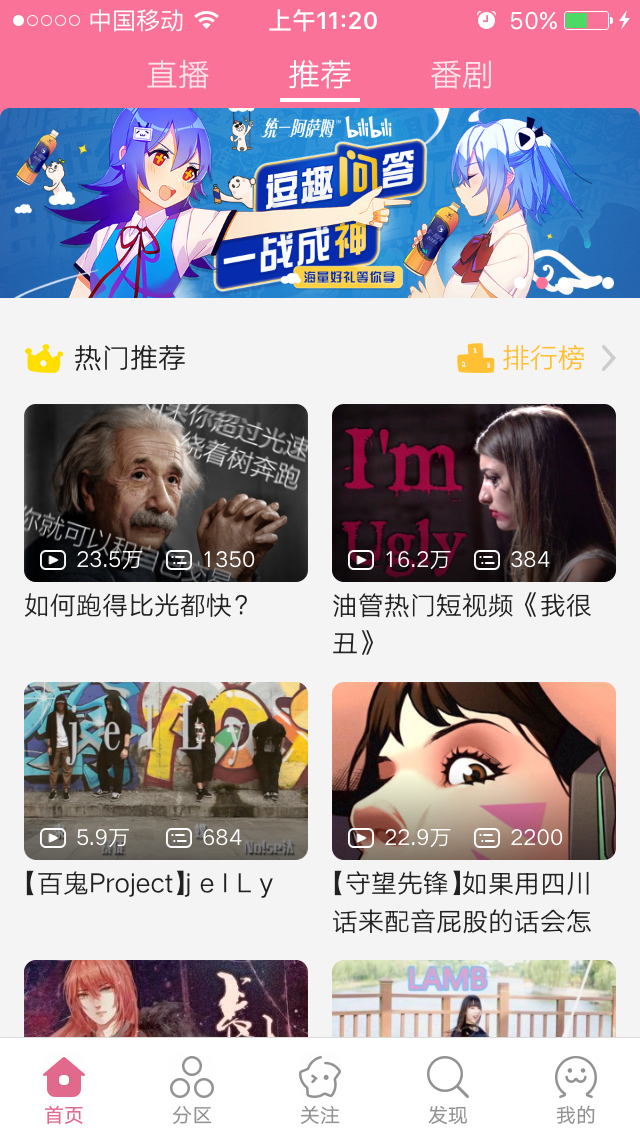 中国移动
上午11:20
50%
直播
推荐
番剧
统一阿萨姆™ bilibili
逗趣问答
一战成神
海量好礼等你拿
热门推荐
排行榜
如果你超过光速
绕着树奔跑
你就可以和自己
23.5万
1350
I'm
Ugly
16.2万
384
如何跑得比光都快？
油管热门短视频《我很
丑》
jelLy
5.9万
684
22.9万
2200
【百鬼Project】j e l L y
【守望先锋】如果用四川
话来配音屁股的话会怎
LAMB
首页
分区
关注
发现
我的